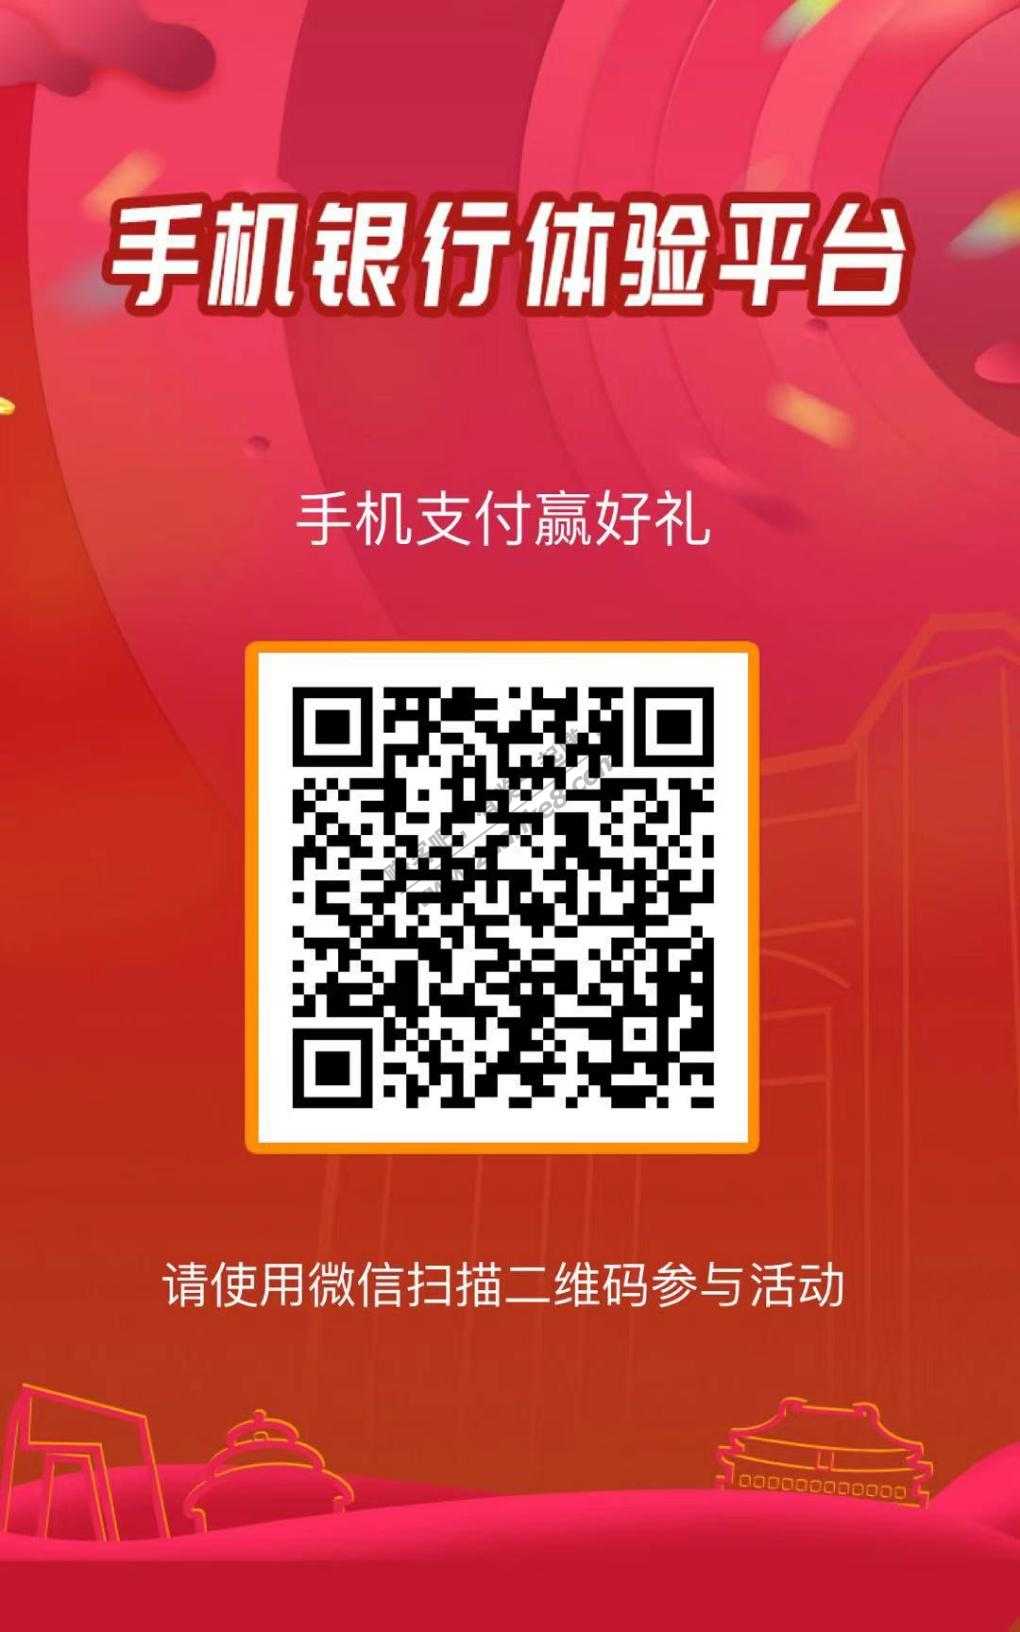 手机银行体验平台
手机支付赢好礼
请使用微信扫描二维码参与活动